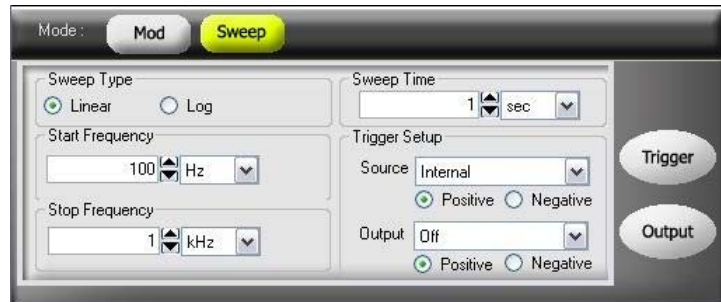 Mode :
Mod
Sweep
Sweep Type
Linear
Log
Start Frequency
100
Hz
Stop Frequency
1
kHz
Sweep Time
1
sec
Trigger Setup
Source
Internal
Positive
Negative
Output
Off
Positive
Negative
Trigger
Output